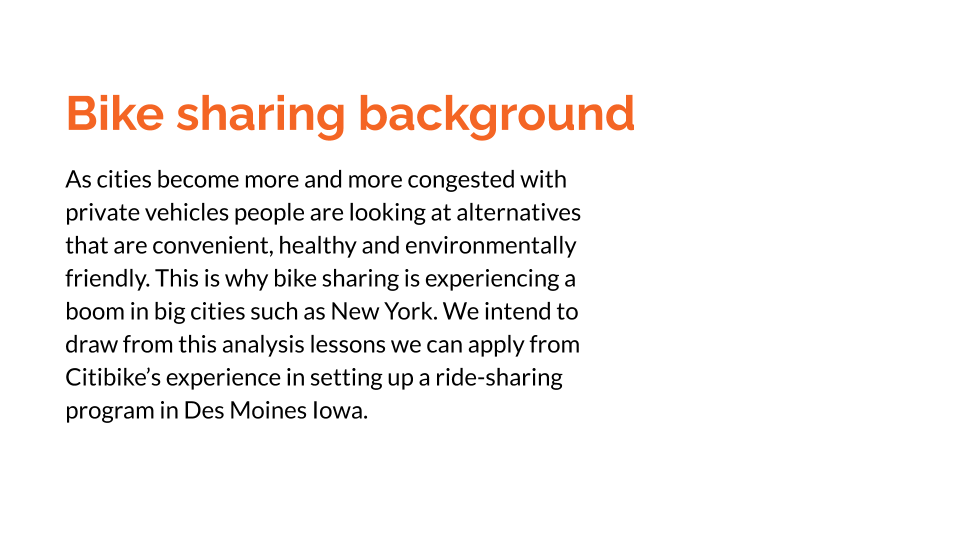 Bike sharing background
As cities become more and more congested with
private vehicles people are looking at alternatives
that are convenient, healthy and environmentally
friendly. This is why bike sharing is experiencing a
boom in big cities such as New York. We intend to
draw from this analysis lessons we can apply from
Citibike’s experience in setting up a ride-sharing
program in Des Moines Iowa.